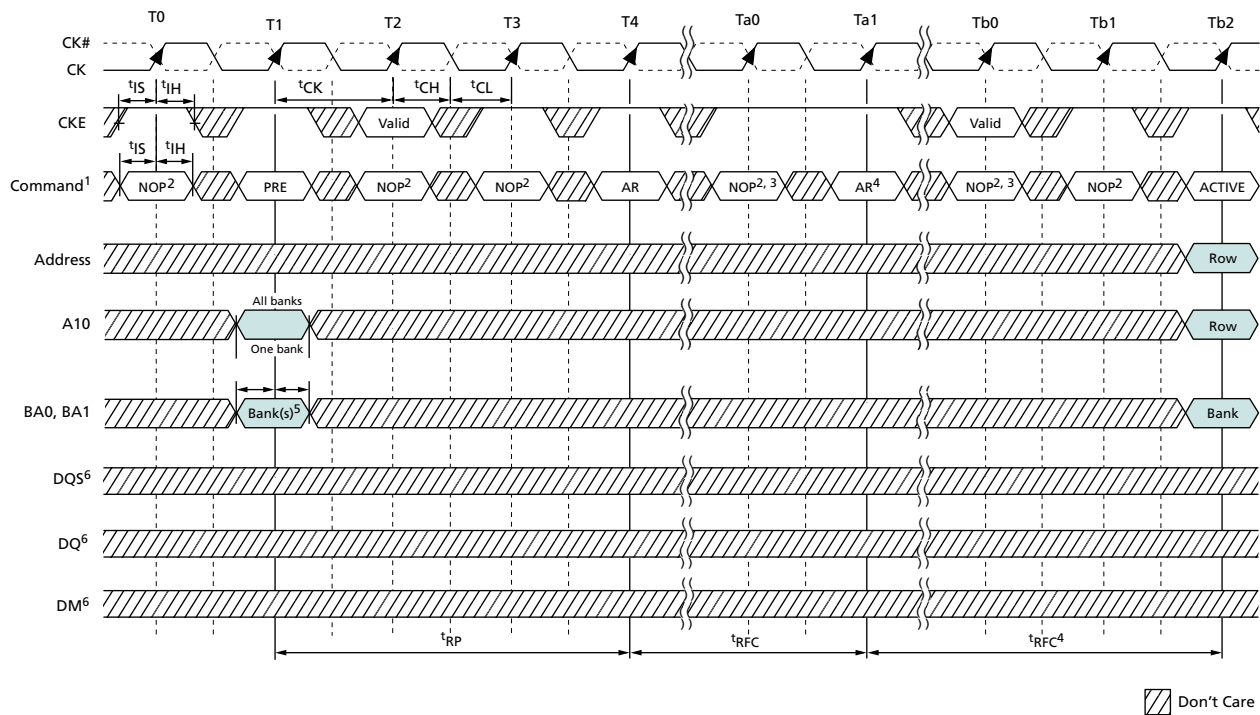 T0 T1 T2 T3 T4 Ta0 Ta1 Tb0 Tb1 Tb2
CK#
CK
tIS tIH tCK tCH tCL
CKE Valid Valid
tIS tIH
Command1 NOP2 PRE NOP2 NOP2 AR NOP2, 3 AR4 NOP2, 3 NOP2 ACTIVE
Address Row
All banks
A10 Row
One bank
BA0, BA1 Bank(s)5 Bank
DQS6
DQ6
DM6
tRP tRFC tRFC4
Don't Care